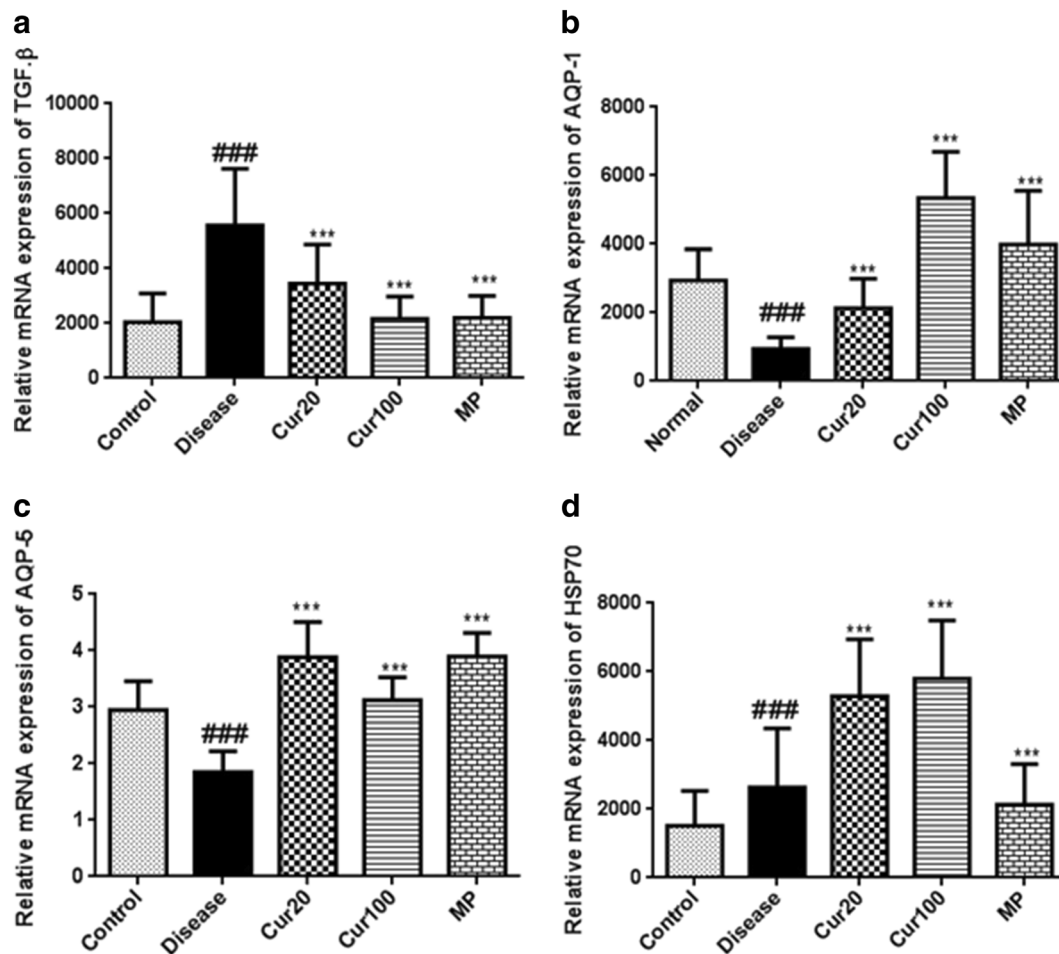 a
Relative mRNA expression of TGF.β
10000
8000
6000
4000
2000
0
###
***
***
***
Control
Disease
Cur20
Cur100
MP
b
Relative mRNA expression of AQP-1
8000
6000
4000
2000
0
###
***
***
***
Normal
Disease
Cur20
Cur100
MP
c
Relative mRNA expression of AQP-5
5
4
3
2
1
0
###
***
***
***
Control
Disease
Cur20
Cur100
MP
d
Relative mRNA expression of HSP70
8000
6000
4000
2000
0
###
***
***
***
Control
Disease
Cur20
Cur100
MP